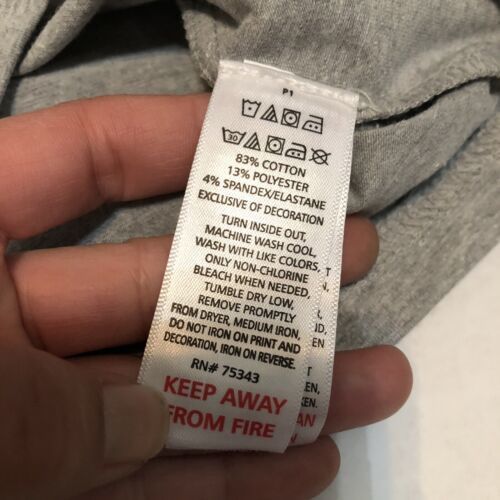 P1
30
83% COTTON
13% POLYESTER
4% SPANDEX/ELASTANE
EXCLUSIVE OF DECORATION
TURN INSIDE OUT,
MACHINE WASH COOL,
WASH WITH LIKE COLORS,
ONLY NON-CHLORINE
BLEACH WHEN NEEDED,
TUMBLE DRY LOW,
REMOVE PROMPTLY
FROM DRYER, MEDIUM IRON,
DO NOT IRON ON PRINT AND
DECORATION, IRON ON REVERSE.
RN# 75343
KEEP AWAY
FROM FIRE